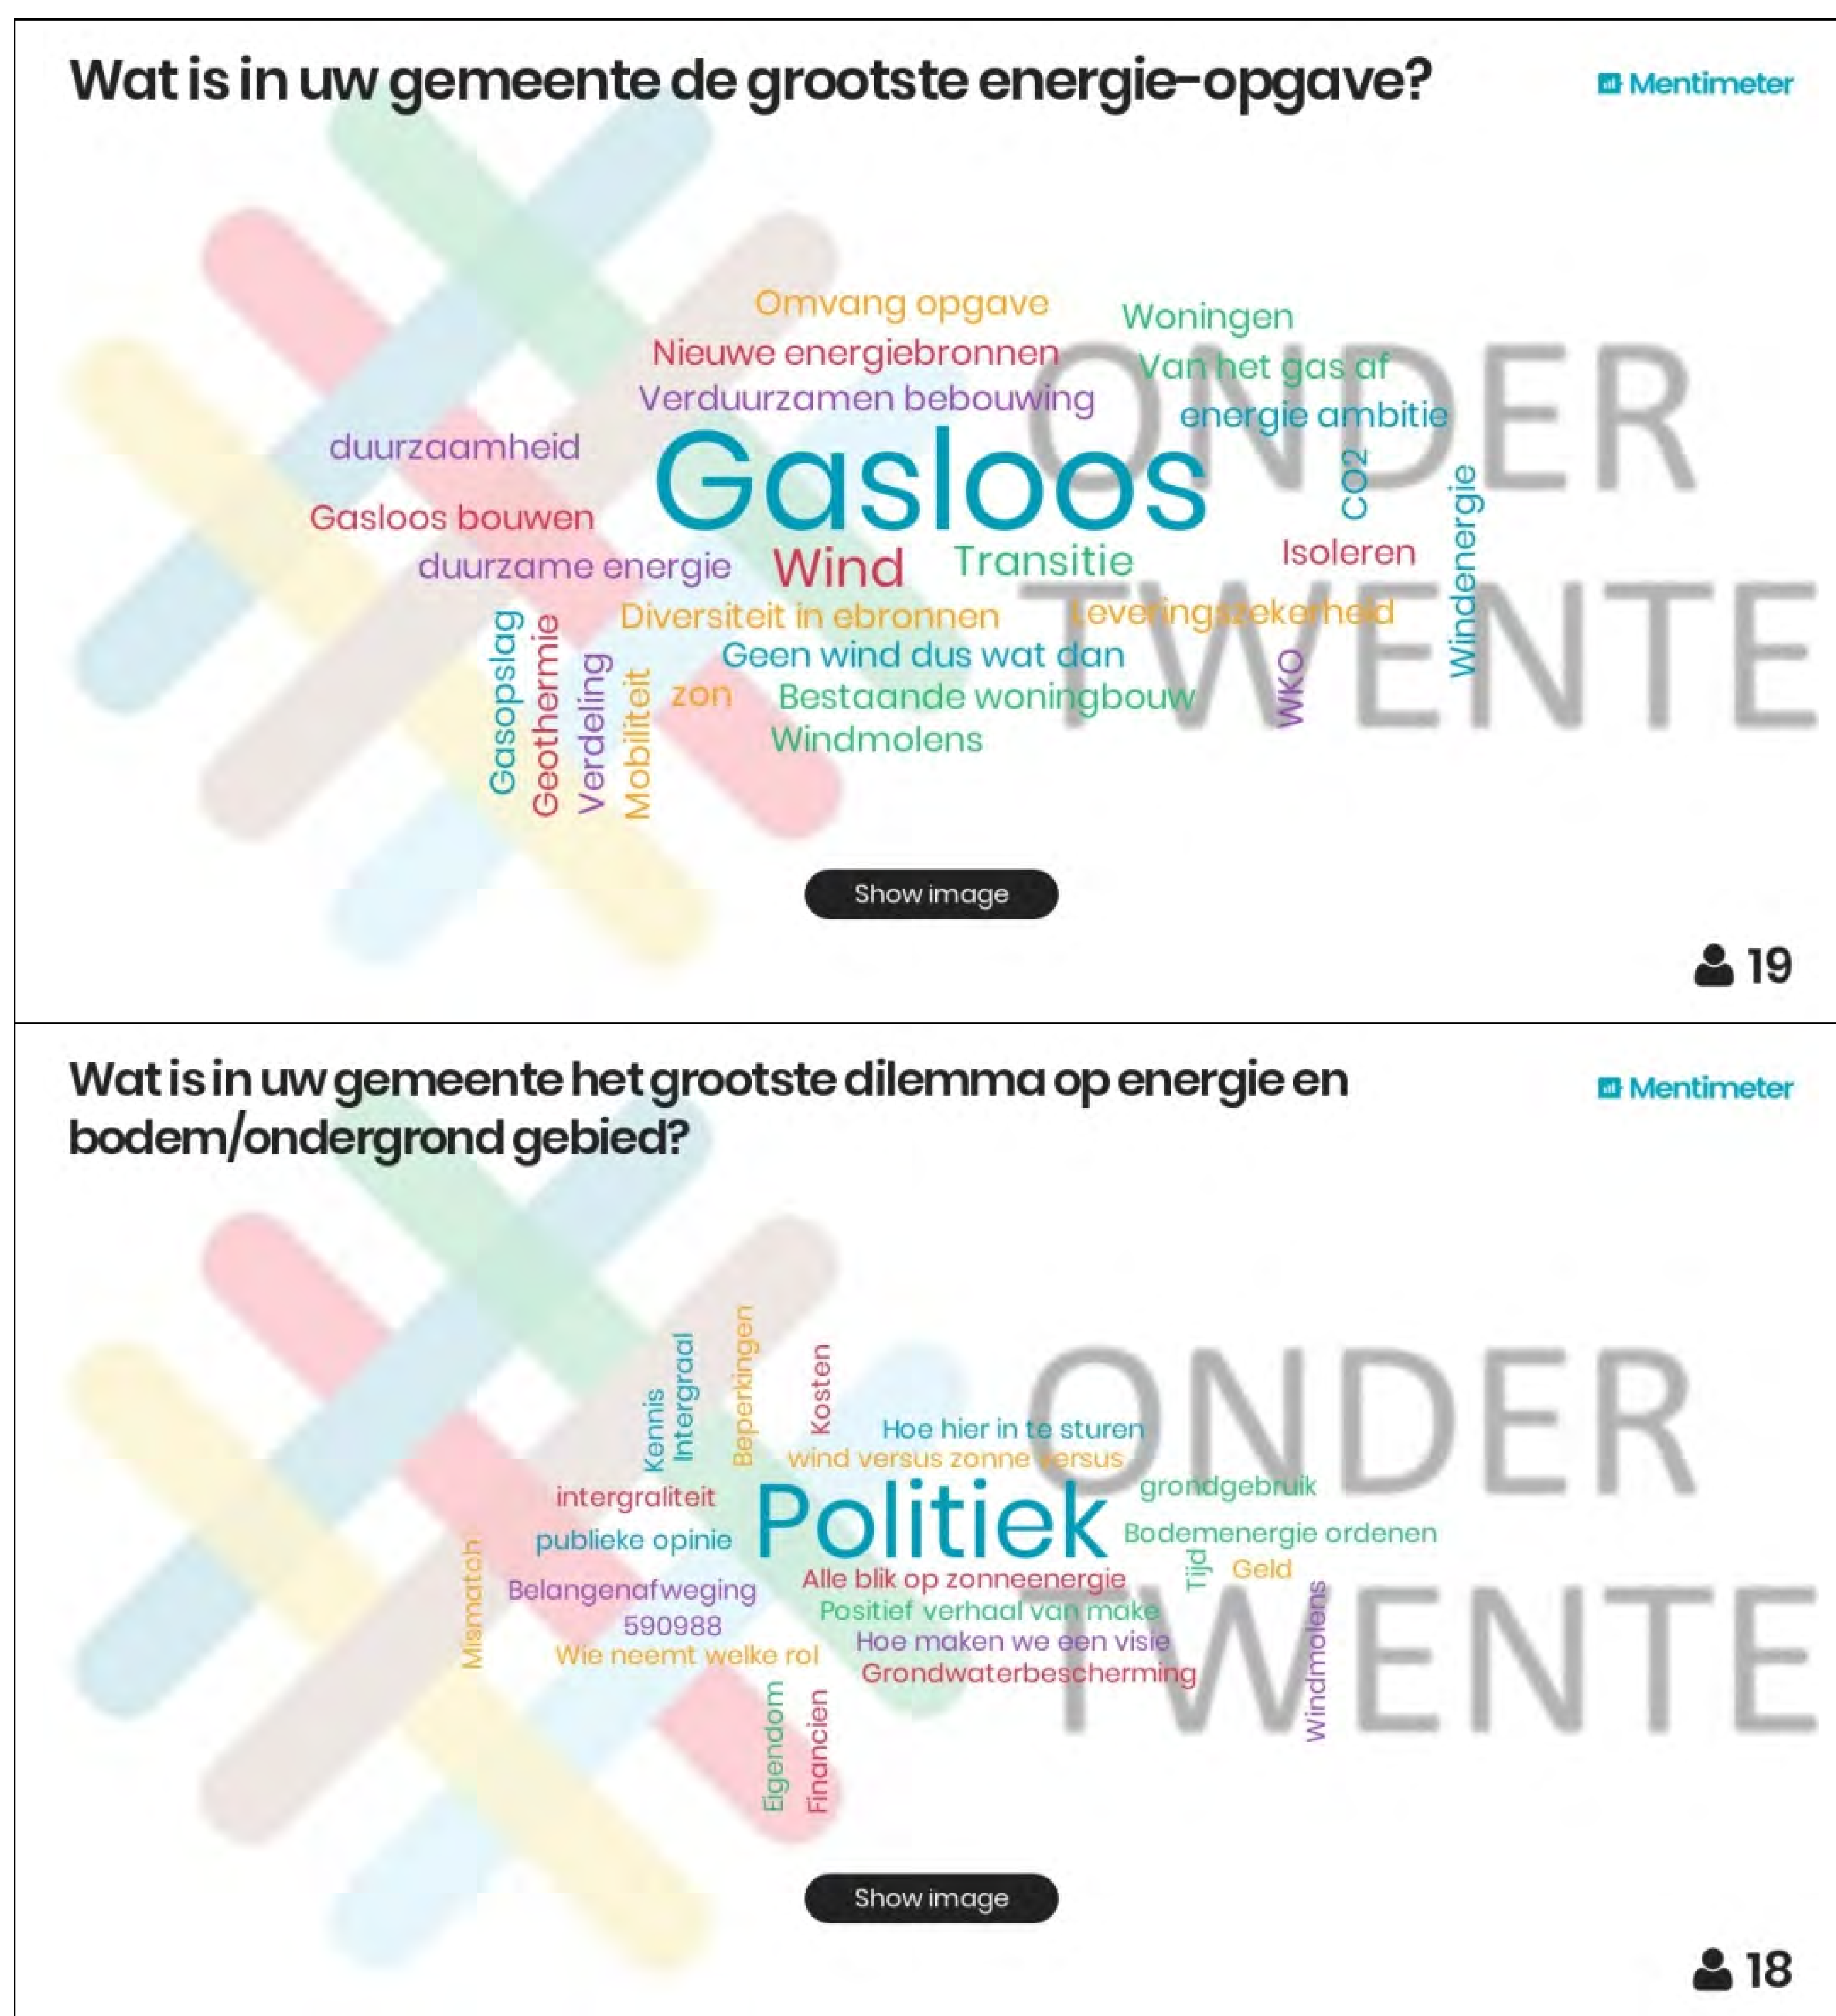 Wat is in uw gemeente de grootste energie-opgave?
Mentimeter
Omvang opgave
Woningen
Nieuwe energiebronnen
Van het gas af
Verduurzamen bebouwing
energie ambitie
duurzaamheid
Gasloos
CO2
Windenergie
Gasloos bouwen
duurzame energie
Wind
Transitie
Isoleren
Diversiteit in ebronnen
Leveringszekerheid
Gasopslag
Geothermie
Verdeling
Mobiliteit
Geen wind dus wat dan
zon
Bestaande woningbouw
WKO
Windmolens
ONDER
TWENTE
Show image
19
Wat is in uw gemeente het grootste dilemma op energie en
bodem/ondergrond gebied?
Mentimeter
Kennis
Intergraal
Beperkingen
Kosten
Hoe hier in te sturen
wind versus zonne versus
intergraliteit
Politiek
grondgebruik
publieke opinie
Bodemenergie ordenen
Mismatch
Belangenafweging
Alle blik op zonneenergie
Tijd
Geld
590988
Positief verhaal van make
Wie neemt welke rol
Hoe maken we een visie
Grondwaterbescherming
Windmolens
Eigendom
Financien
ONDER
TWENTE
Show image
18